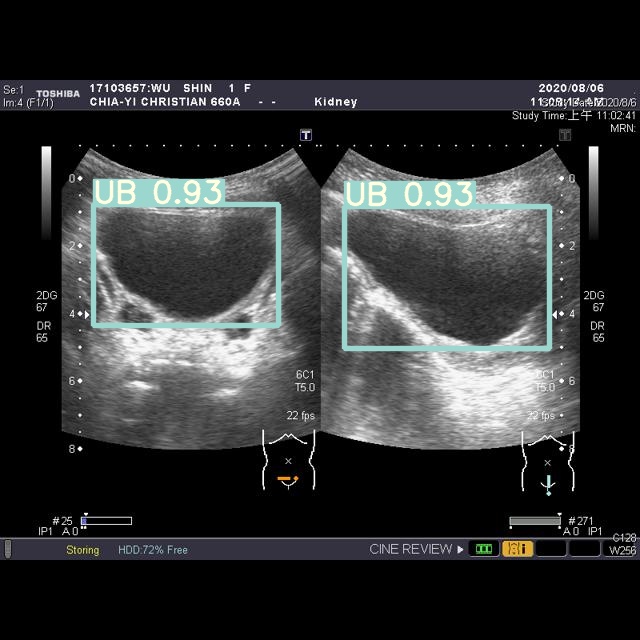 Se:1
TOSHIBA
17103657:WU SHIN 1 F
2020/08/06
Im:4 (F1/1)
CHIA-YI CHRISTIAN 660A - -
Kidney
Study Time:上午 11:02:41
MRN:
T
T
UB 0.93
UB 0.93
0
2
4
6
8
0
2
4
6
8
2DG
67
DR
65
2DG
67
DR
65
6C1
T5.0
22 fps
6C1
T5.0
22 fps
#25
IP1 A 0
#271
A 0 IP1
C128
W256
Storing
HDD:72% Free
CINE REVIEW
i